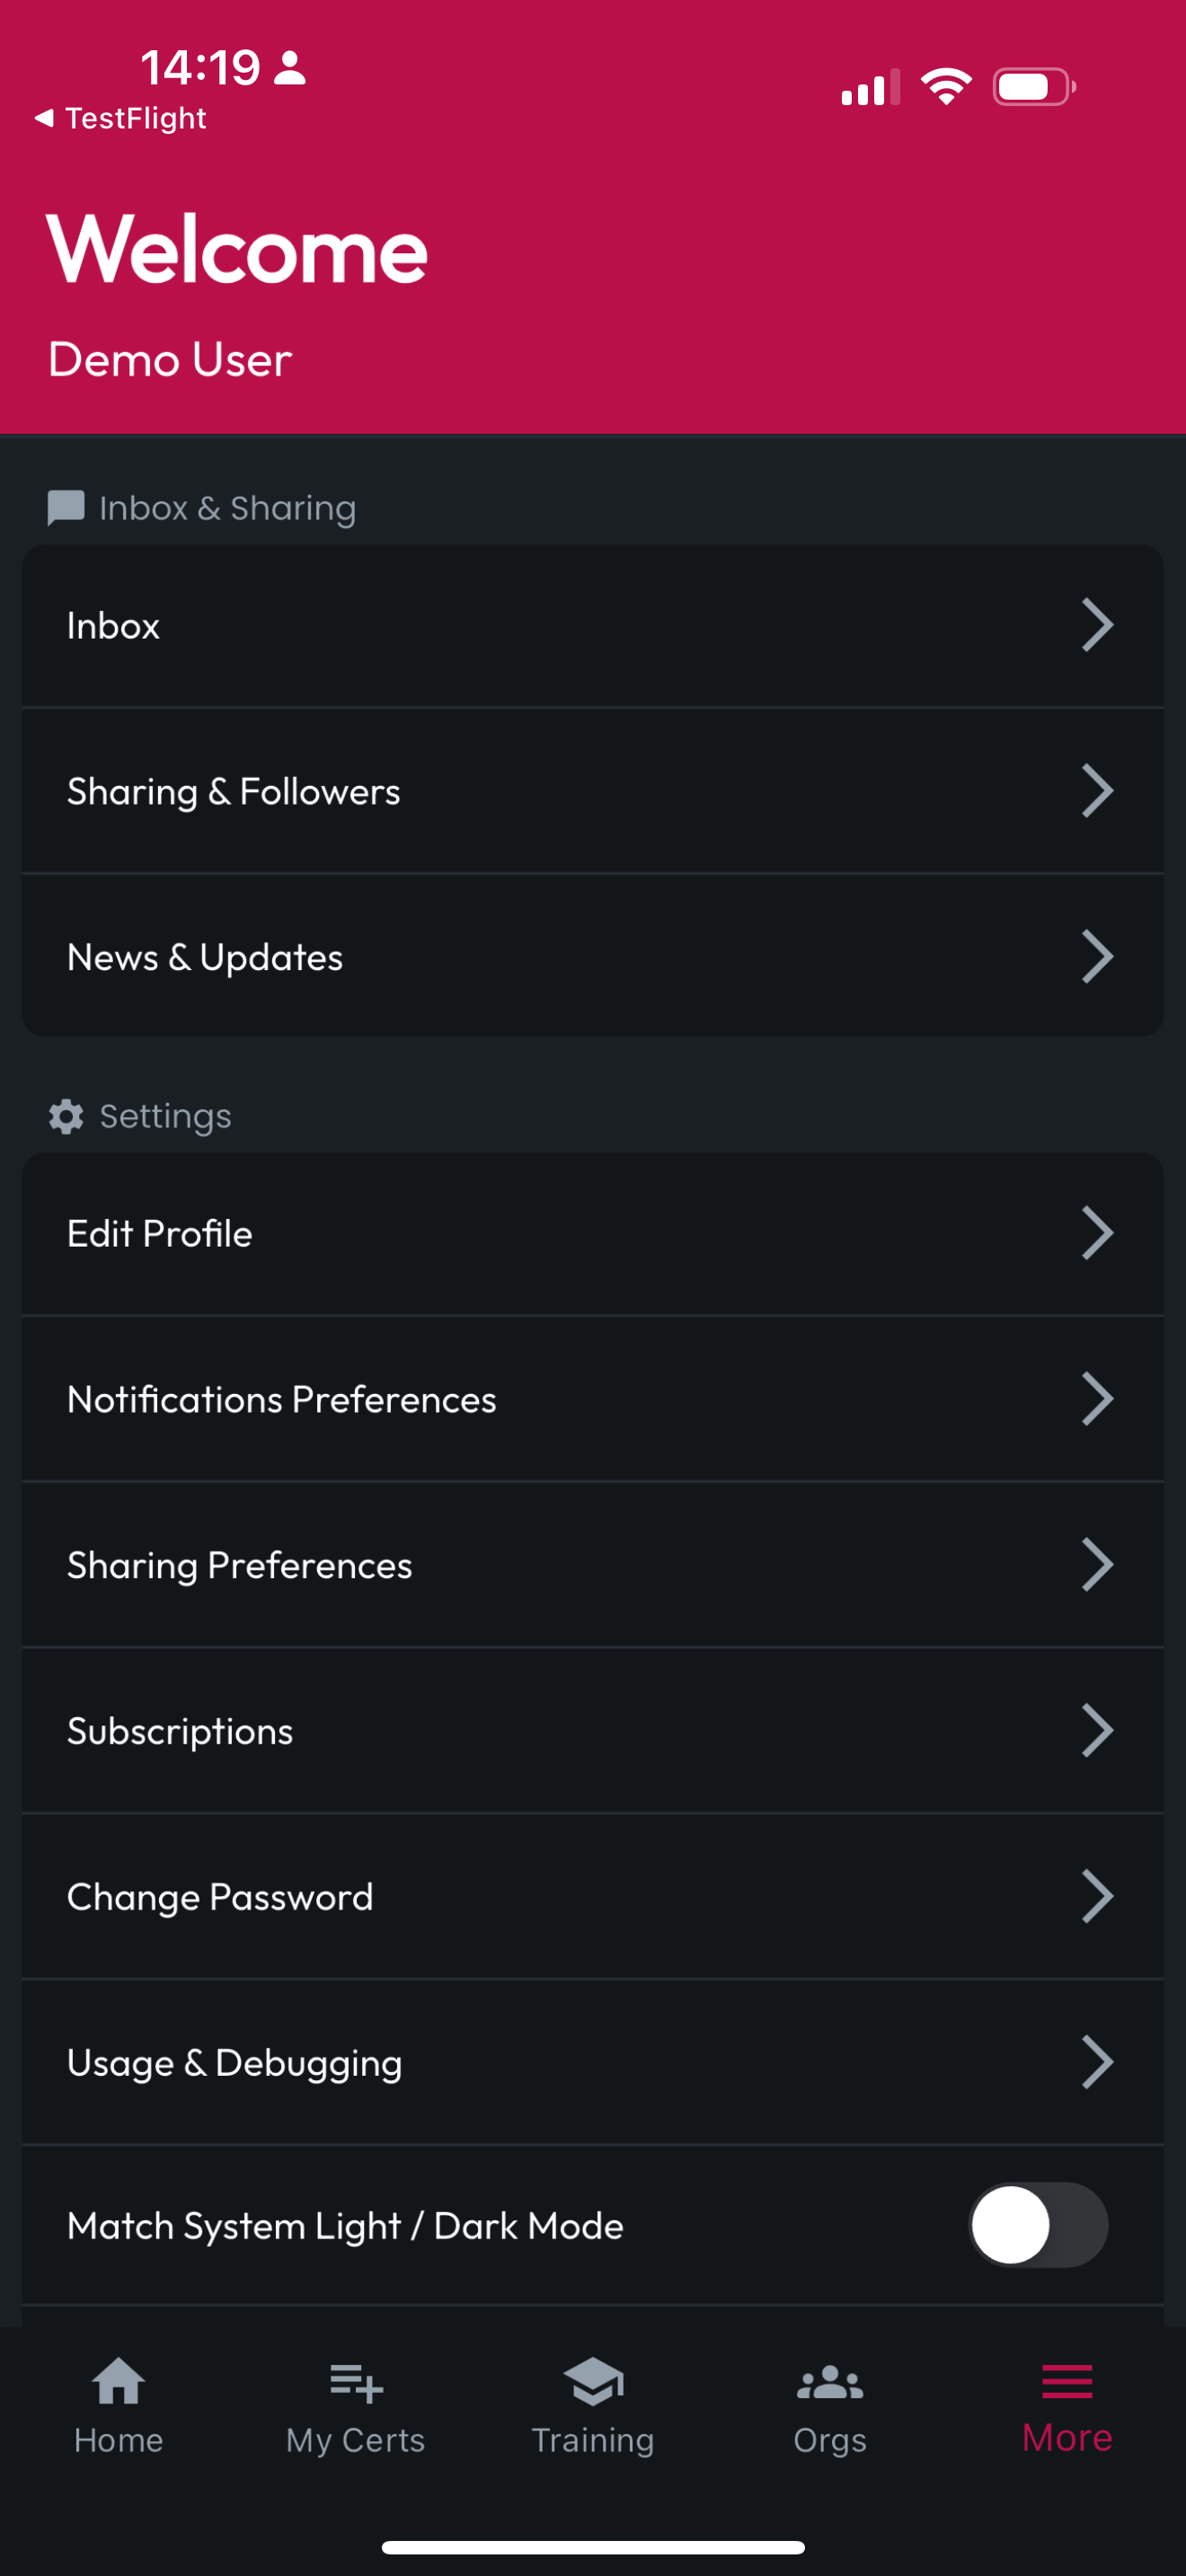 14:19
TestFlight
Welcome
Demo User
Inbox & Sharing
Inbox
Sharing & Followers
News & Updates
Settings
Edit Profile
Notifications Preferences
Sharing Preferences
Subscriptions
Change Password
Usage & Debugging
Match System Light / Dark Mode
Home
My Certs
Training
Orgs
More